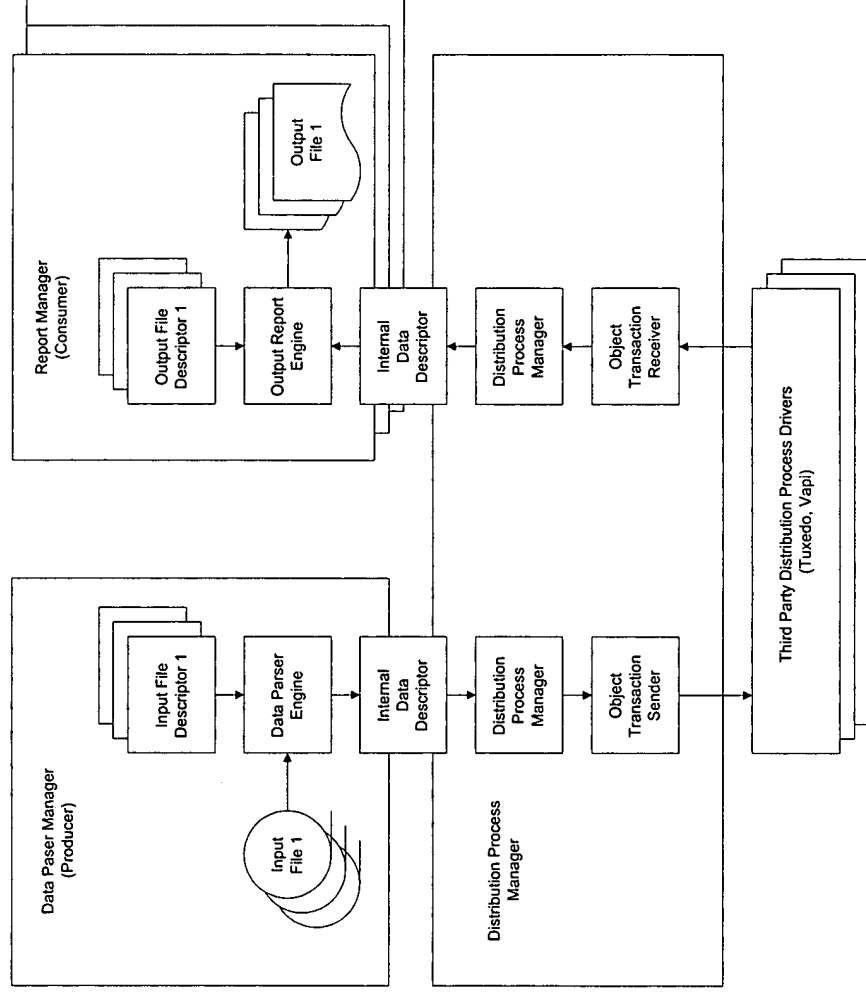 Data Paser Manager
(Producer)
Input File
Descriptor 1
Data Parser
Engine
Input
File 1
Internal
Data
Descriptor
Distribution Process
Manager
Distribution
Process
Manager
Object
Transaction
Sender
Report Manager
(Consumer)
Output File
Descriptor 1
Output Report
Engine
Output
File 1
Internal
Data
Descriptor
Distribution
Process
Manager
Object
Transaction
Receiver
Third Party Distribution Process Drivers
(Tuxedo, Vapi)